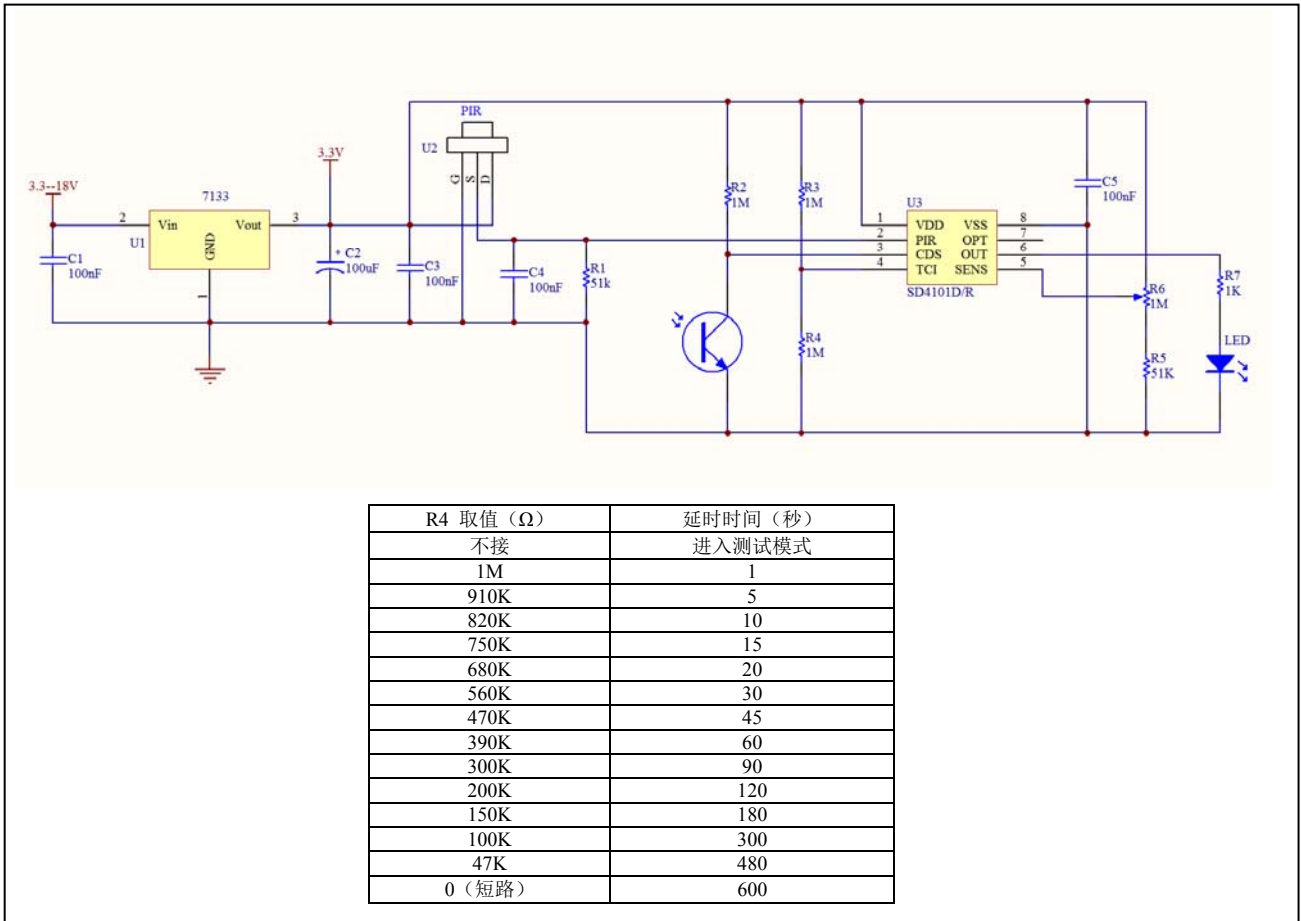 3.3--18V
2
7133
Vin
Vout
GND
U1
1
3
C1
100nF
3.3V
+
C2
100uF
C3
100nF
PIR
U2
G
S
D
C4
100nF
R1
51k
R2
1M
R3
1M
R4
1M
U3
1
2
3
4
VDD
PIR
CDS
TCI
VSS
OPT
OUT
SENS
8
7
6
5
SD4101D/R
C5
100nF
R6
1M
R5
51K
R7
1K
LED
R4 取值（Ω） 延时时间（秒）
不接 进入测试模式
1M 1
910K 5
820K 10
750K 15
680K 20
560K 30
470K 45
390K 60
300K 90
200K 120
150K 180
100K 300
47K 480
0（短路） 600